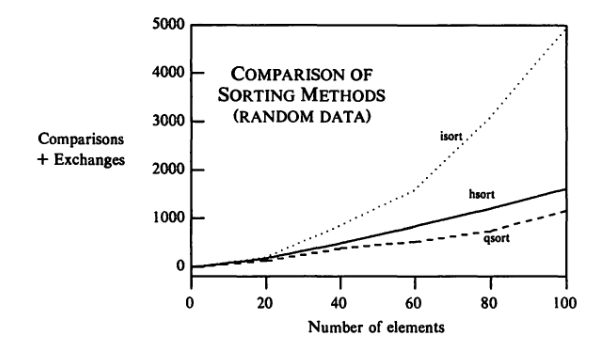 5000
4000
3000
2000
1000
0
COMPARISON OF
SORTING METHODS
(RANDOM DATA)
Comparisons
+ Exchanges
isort
hsort
qsort
0 20 40 60 80 100
Number of elements